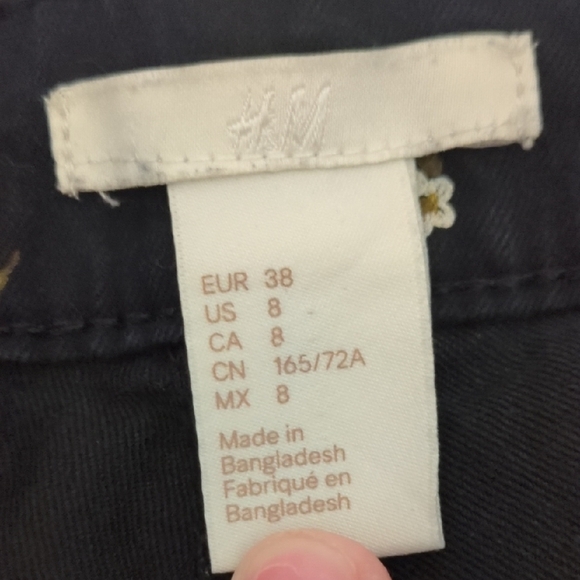 H&M
EUR 38
US 8
CA 8
CN 165/72A
MX 8
Made in
Bangladesh
Fabriqué en
Bangladesh